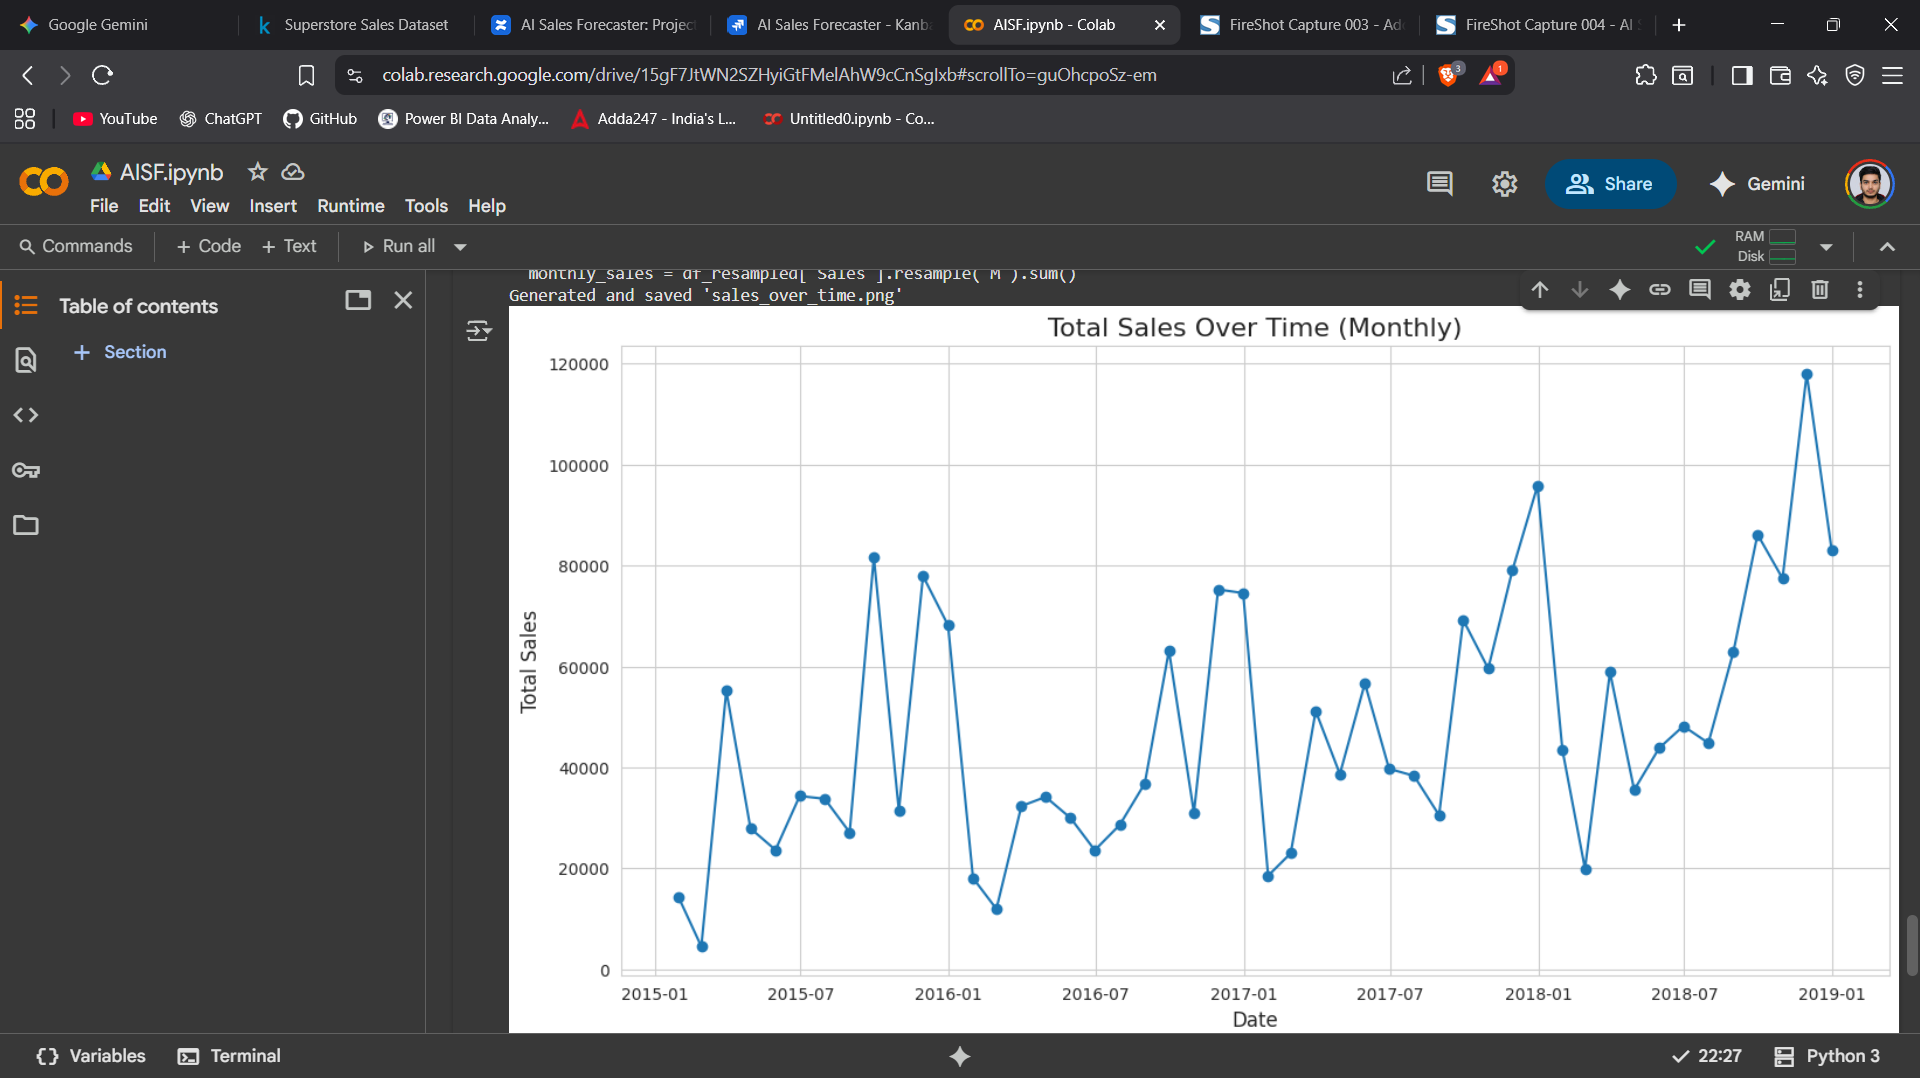 Google Gemini
Superstore Sales Dataset
AI Sales Forecaster: Projec
AI Sales Forecaster - Kanba
AISF.ipynb - Colab
FireShot Capture 003 - Ad
FireShot Capture 004 - AI S
colab.research.google.com/drive/15gF7JtWN2SZHyiGtFMelAhW9cCnSgIxb#scrollTo=guOhcpoSz-em
3
1
YouTube
ChatGPT
GitHub
Power BI Data Analy...
Adda247 - India's L...
Untitled0.ipynb - Co...
AISF.ipynb
Share
Gemini
File Edit View Insert Runtime Tools Help
Commands
+ Code + Text
Run all
RAM
Disk
monthly_sales = df_resampled['Sales'].resample('M').sum()
Generated and saved 'sales_over_time.png'
Table of contents
+ Section
Total Sales Over Time (Monthly)
120000
100000
80000
60000
40000
20000
0
Total Sales
2015-01 2015-07 2016-01 2016-07 2017-01 2017-07 2018-01 2018-07 2019-01
Date
Variables
Terminal
22:27
Python 3